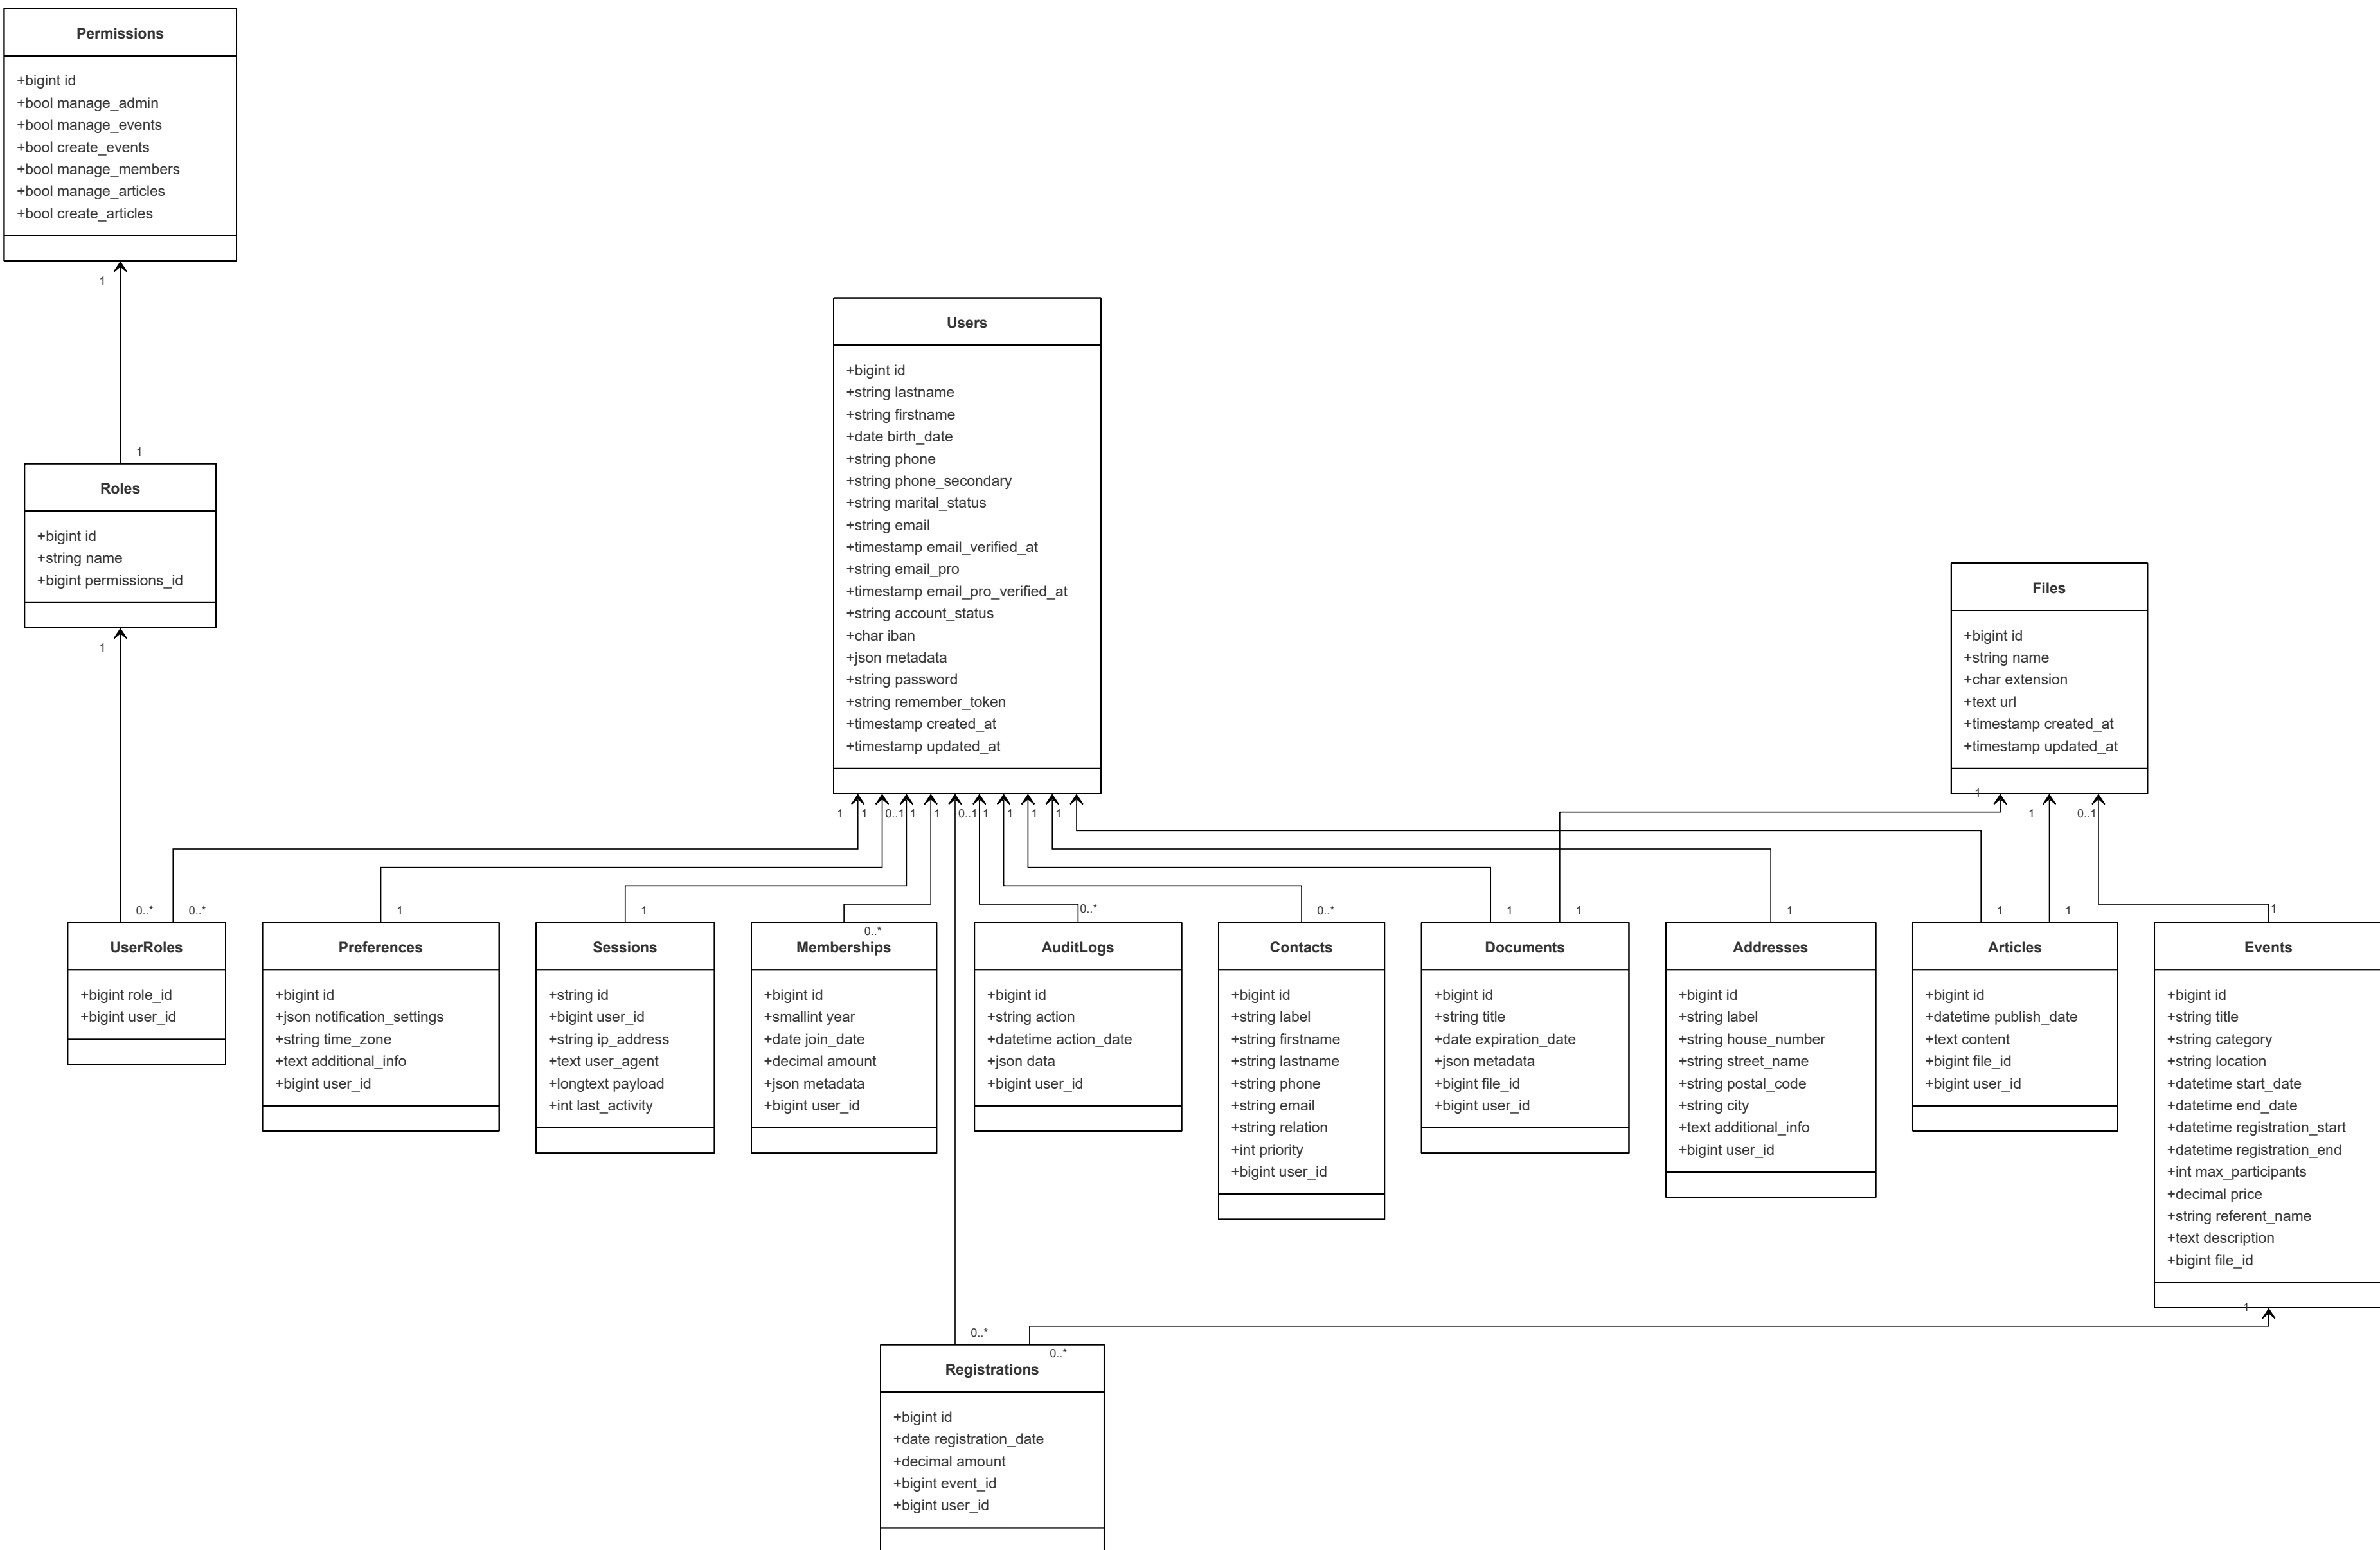 Permissions
+bigint id
+bool manage_admin
+bool manage_events
+bool create_events
+bool manage_members
+bool manage_articles
+bool create_articles
1
1
Roles
+bigint id
+string name
+bigint permissions_id
1
Users
+bigint id
+string lastname
+string firstname
+date birth_date
+string phone
+string phone_secondary
+string marital_status
+string email
+timestamp email_verified_at
+string email_pro
+timestamp email_pro_verified_at
+string account_status
+char iban
+json metadata
+string password
+string remember_token
+timestamp created_at
+timestamp updated_at
Files
+bigint id
+string name
+char extension
+text url
+timestamp created_at
+timestamp updated_at
1 1 0..1 1 1 0..1 1 1 1 1
1 1 0..1
0..* 0..* 1 1 0..* 0..* 0..* 1 1 1 1 1 1
UserRoles
+bigint role_id
+bigint user_id
Preferences
+bigint id
+json notification_settings
+string time_zone
+text additional_info
+bigint user_id
Sessions
+string id
+bigint user_id
+string ip_address
+text user_agent
+longtext payload
+int last_activity
Memberships
+bigint id
+smallint year
+date join_date
+decimal amount
+json metadata
+bigint user_id
AuditLogs
+bigint id
+string action
+datetime action_date
+json data
+bigint user_id
Contacts
+bigint id
+string label
+string firstname
+string lastname
+string phone
+string email
+string relation
+int priority
+bigint user_id
Documents
+bigint id
+string title
+date expiration_date
+json metadata
+bigint file_id
+bigint user_id
Addresses
+bigint id
+string label
+string house_number
+string street_name
+string postal_code
+string city
+text additional_info
+bigint user_id
Articles
+bigint id
+datetime publish_date
+text content
+bigint file_id
+bigint user_id
Events
+bigint id
+string title
+string category
+string location
+datetime start_date
+datetime end_date
+datetime registration_start
+datetime registration_end
+int max_participants
+decimal price
+string referent_name
+text description
+bigint file_id
1
0..*
0..*
Registrations
+bigint id
+date registration_date
+decimal amount
+bigint event_id
+bigint user_id